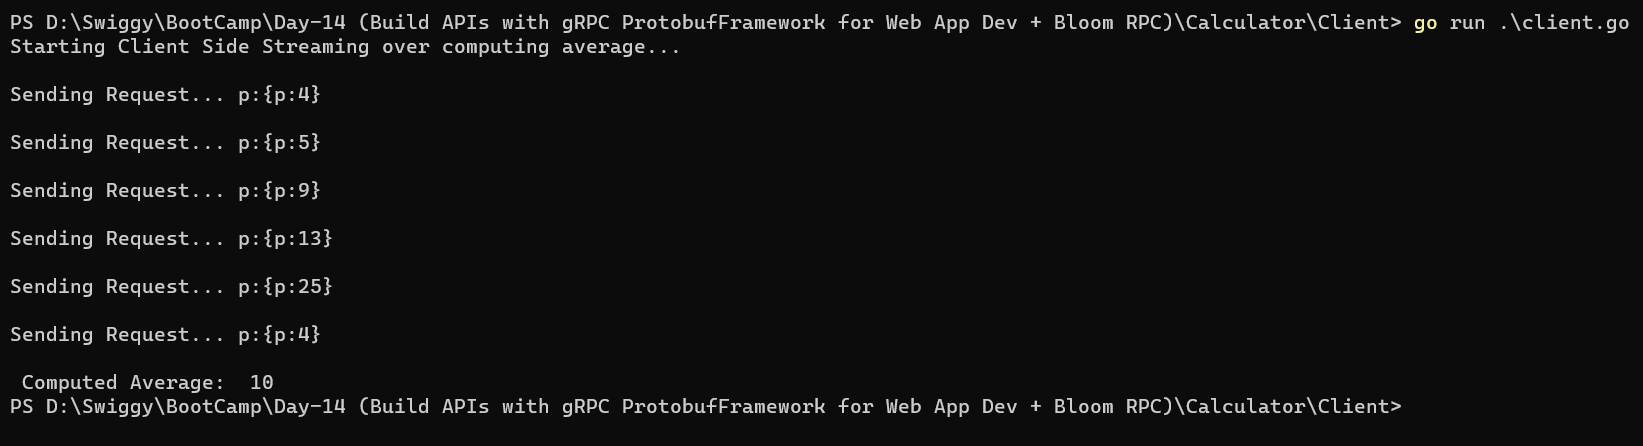 PS D:\Swiggy\BootCamp\Day-14 (Build APIs with gRPC ProtobufFramework for Web App Dev + Bloom RPC)\Calculator\Client> go run .\client.go
Starting Client Side Streaming over computing average...
Sending Request... p:{p:4}
Sending Request... p:{p:5}
Sending Request... p:{p:9}
Sending Request... p:{p:13}
Sending Request... p:{p:25}
Sending Request... p:{p:4}
Computed Average:  10
PS D:\Swiggy\BootCamp\Day-14 (Build APIs with gRPC ProtobufFramework for Web App Dev + Bloom RPC)\Calculator\Client>